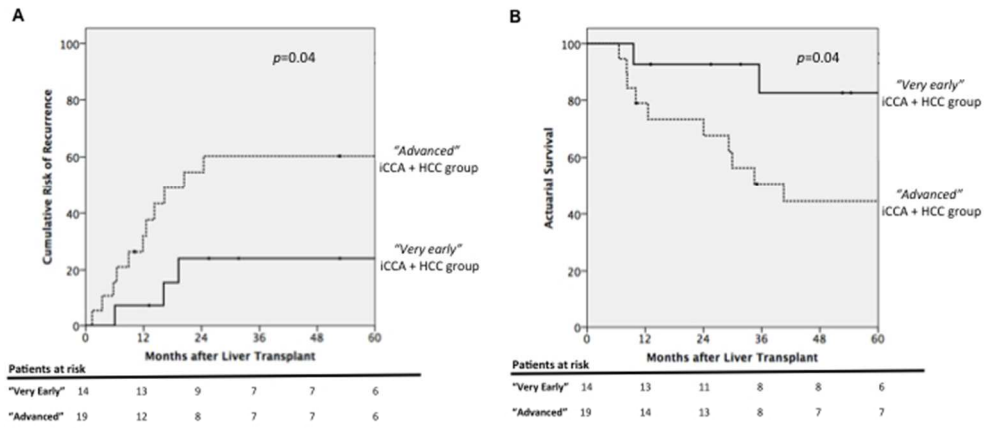 A
p=0.04
Cumulative Risk of Recurrence
100
80
60
40
20
0
0 12 24 36 48 60
Months after Liver Transplant
"Advanced"
iCCA + HCC group
"Very early"
iCCA + HCC group
Patients at risk
"Very Early" 14 13 9 7 7 6
"Advanced" 19 12 8 7 7 6
B
p=0.04
Actuarial Survival
100
80
60
40
20
0
0 12 24 36 48 60
Months after Liver Transplant
"Very early"
iCCA + HCC group
"Advanced"
iCCA + HCC group
Patients at risk
"Very Early" 14 13 11 8 8 6
"Advanced" 19 14 13 8 7 7